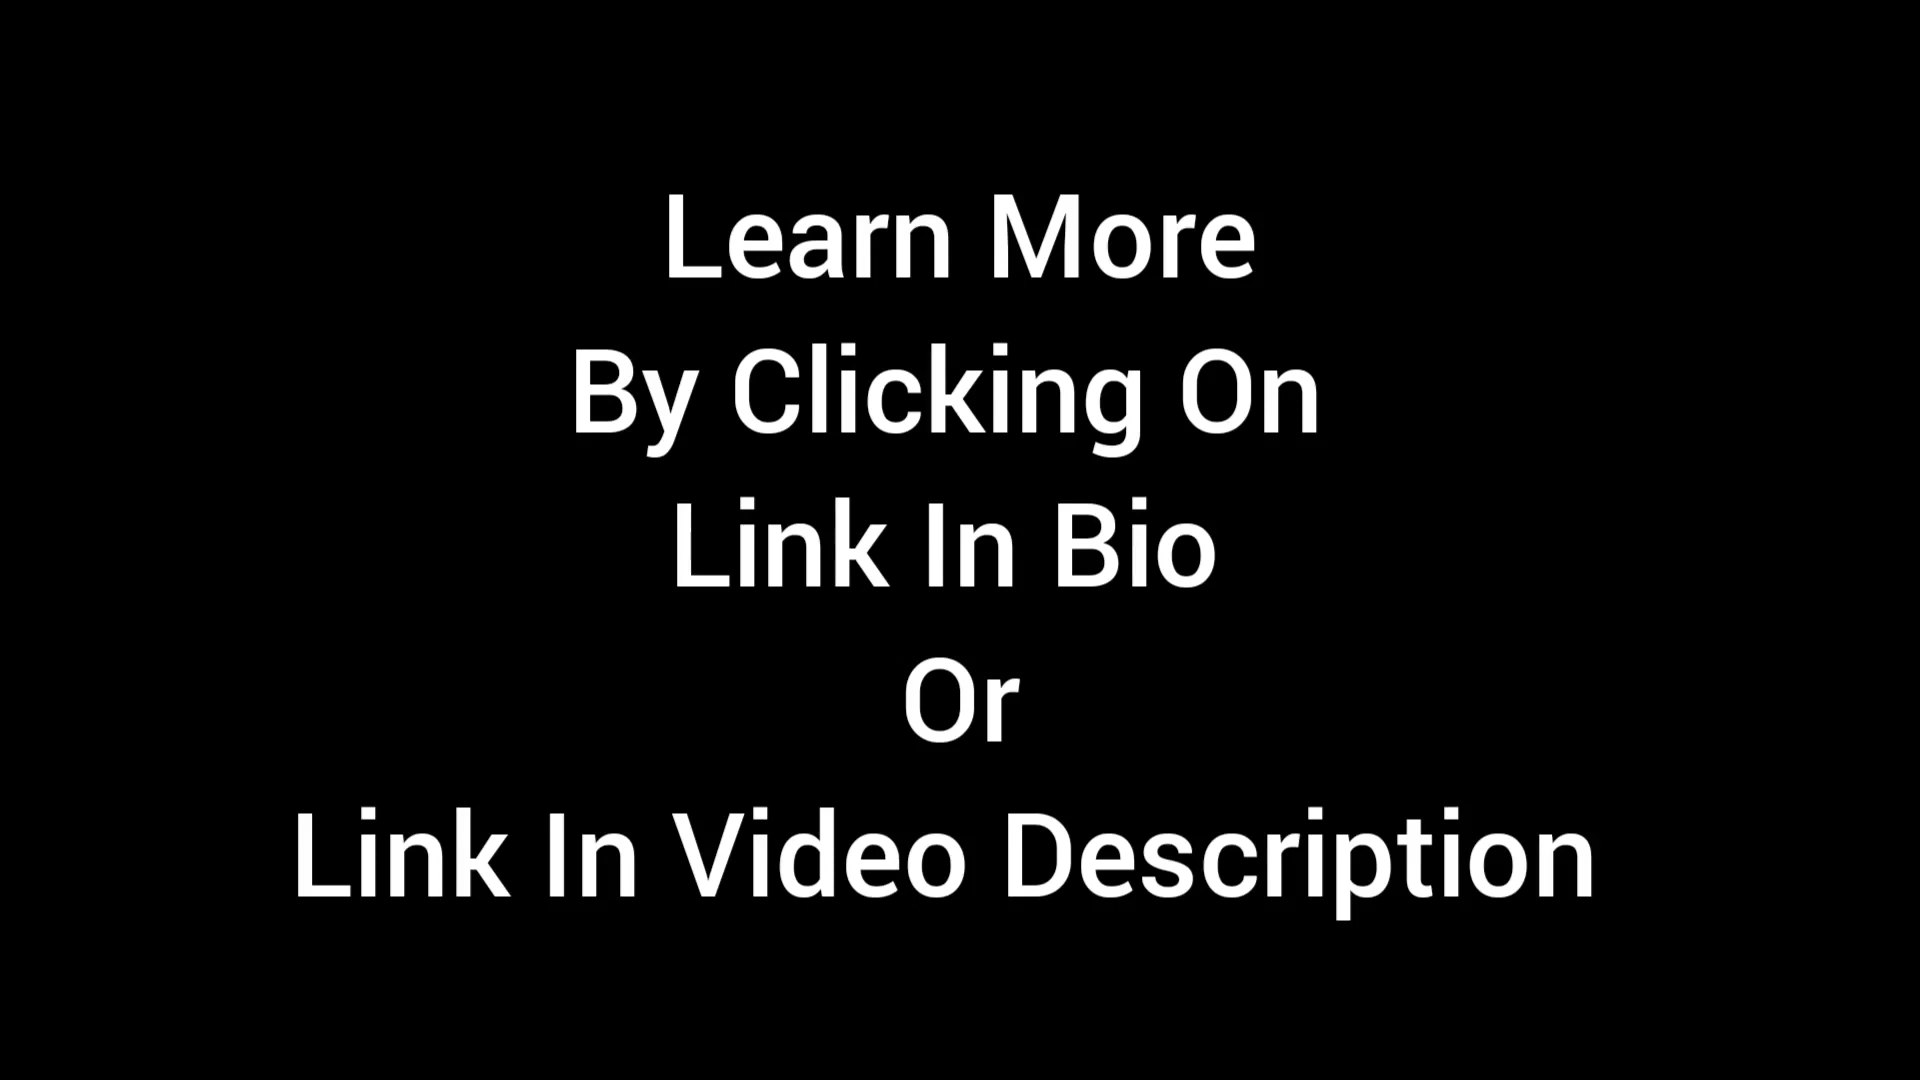 Learn More
By Clicking On
Link In Bio
Or
Link In Video Description